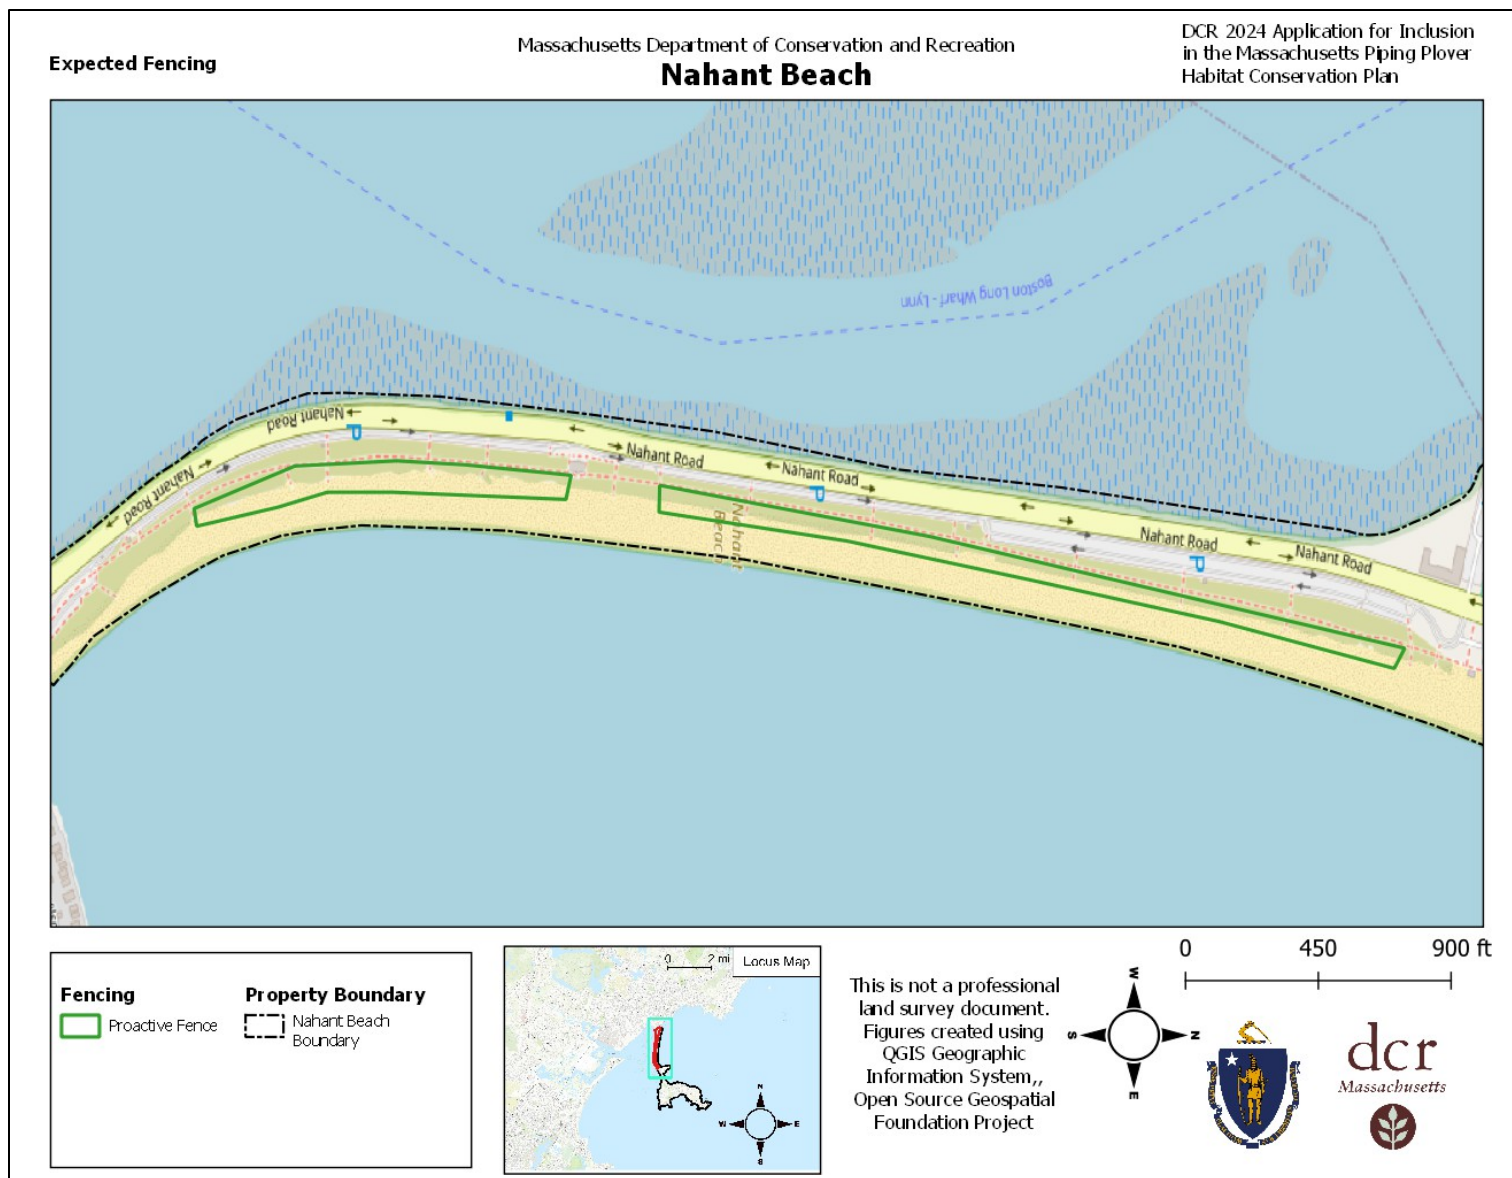 Expected Fencing
Massachusetts Department of Conservation and Recreation
Nahant Beach
DCR 2024 Application for Inclusion
in the Massachusetts Piping Plover
Habitat Conservation Plan
Boston Long Wharf - Lynn
Nahant Road
P
Nahant Road
Nahant Road
Nahant Road
P
Nahant Road
P
Nahant Road
Nahant
Beach
Fencing
Proactive Fence
Property Boundary
Nahant Beach
Boundary
0 2 mi
Locus Map
N
W E
S
This is not a professional
land survey document.
Figures created using
QGIS Geographic
Information System,,
Open Source Geospatial
Foundation Project
W
S N
E
0 450 900 ft
dcr
Massachusetts